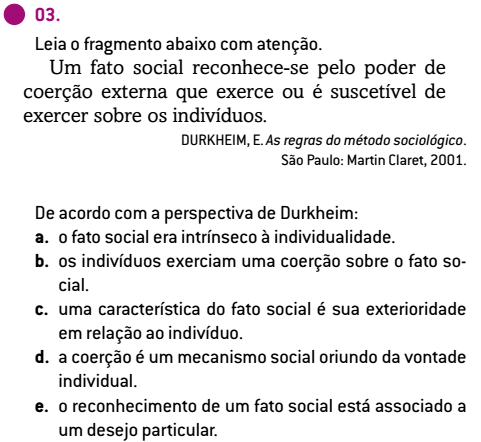 03.
Leia o fragmento abaixo com atenção.
Um fato social reconhece-se pelo poder de
coerção externa que exerce ou é suscetível de
exercer sobre os indivíduos.
DURKHEIM, E. As regras do método sociológico.
São Paulo: Martin Claret, 2001.
De acordo com a perspectiva de Durkheim:
a. o fato social era intrínseco à individualidade.
b. os indivíduos exerciam uma coerção sobre o fato so-
cial.
c. uma característica do fato social é sua exterioridade
em relação ao indivíduo.
d. a coerção é um mecanismo social oriundo da vontade
individual.
e. o reconhecimento de um fato social está associado a
um desejo particular.